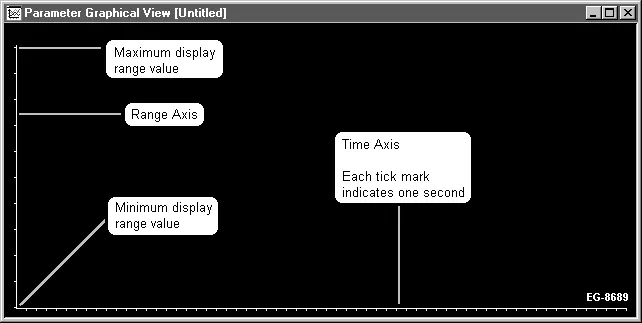 Parameter Graphical View [Untitled]
Maximum display
range value
Range Axis
Time Axis
Each tick mark
indicates one second
Minimum display
range value
EG-8689